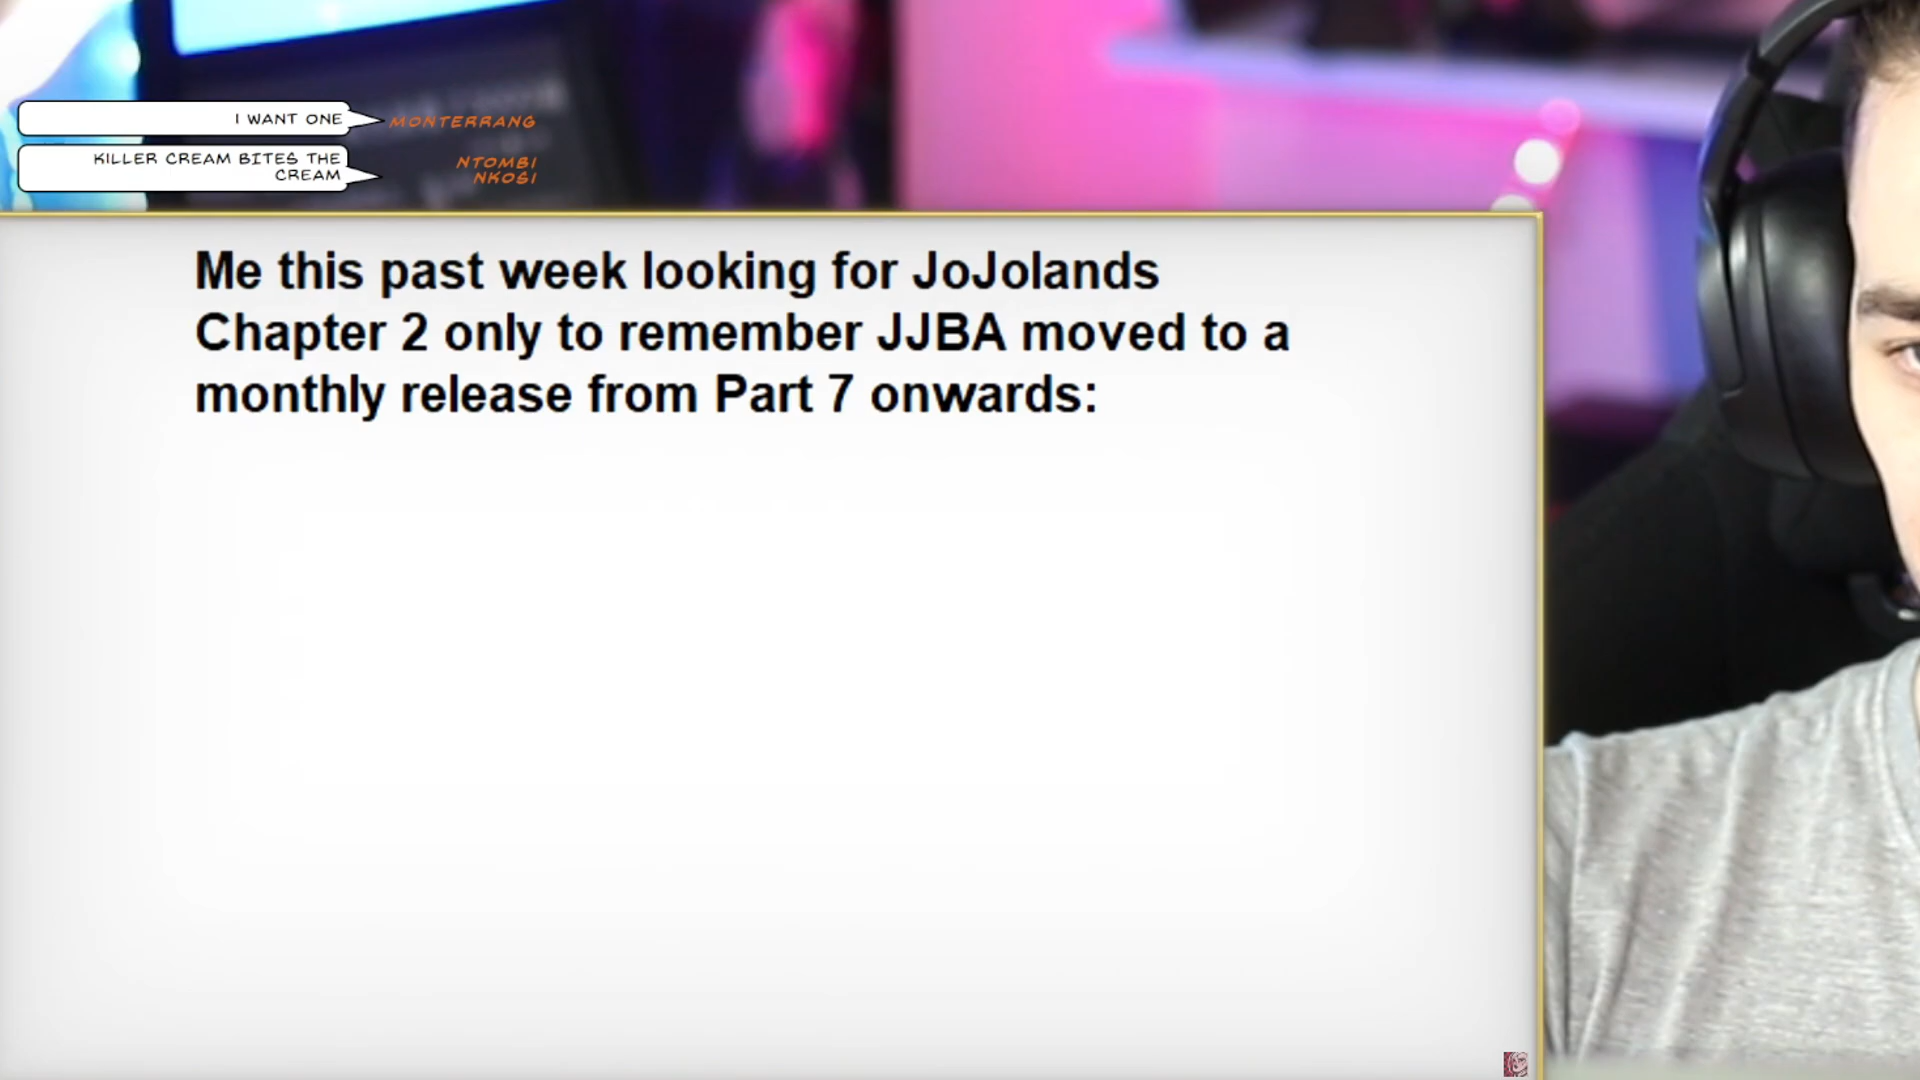 I WANT ONE
MONTERRANG
KILLER CREAM BITES THE
CREAM
NTOMBI
NKOSI
Me this past week looking for JoJolands
Chapter 2 only to remember JJBA moved to a
monthly release from Part 7 onwards: